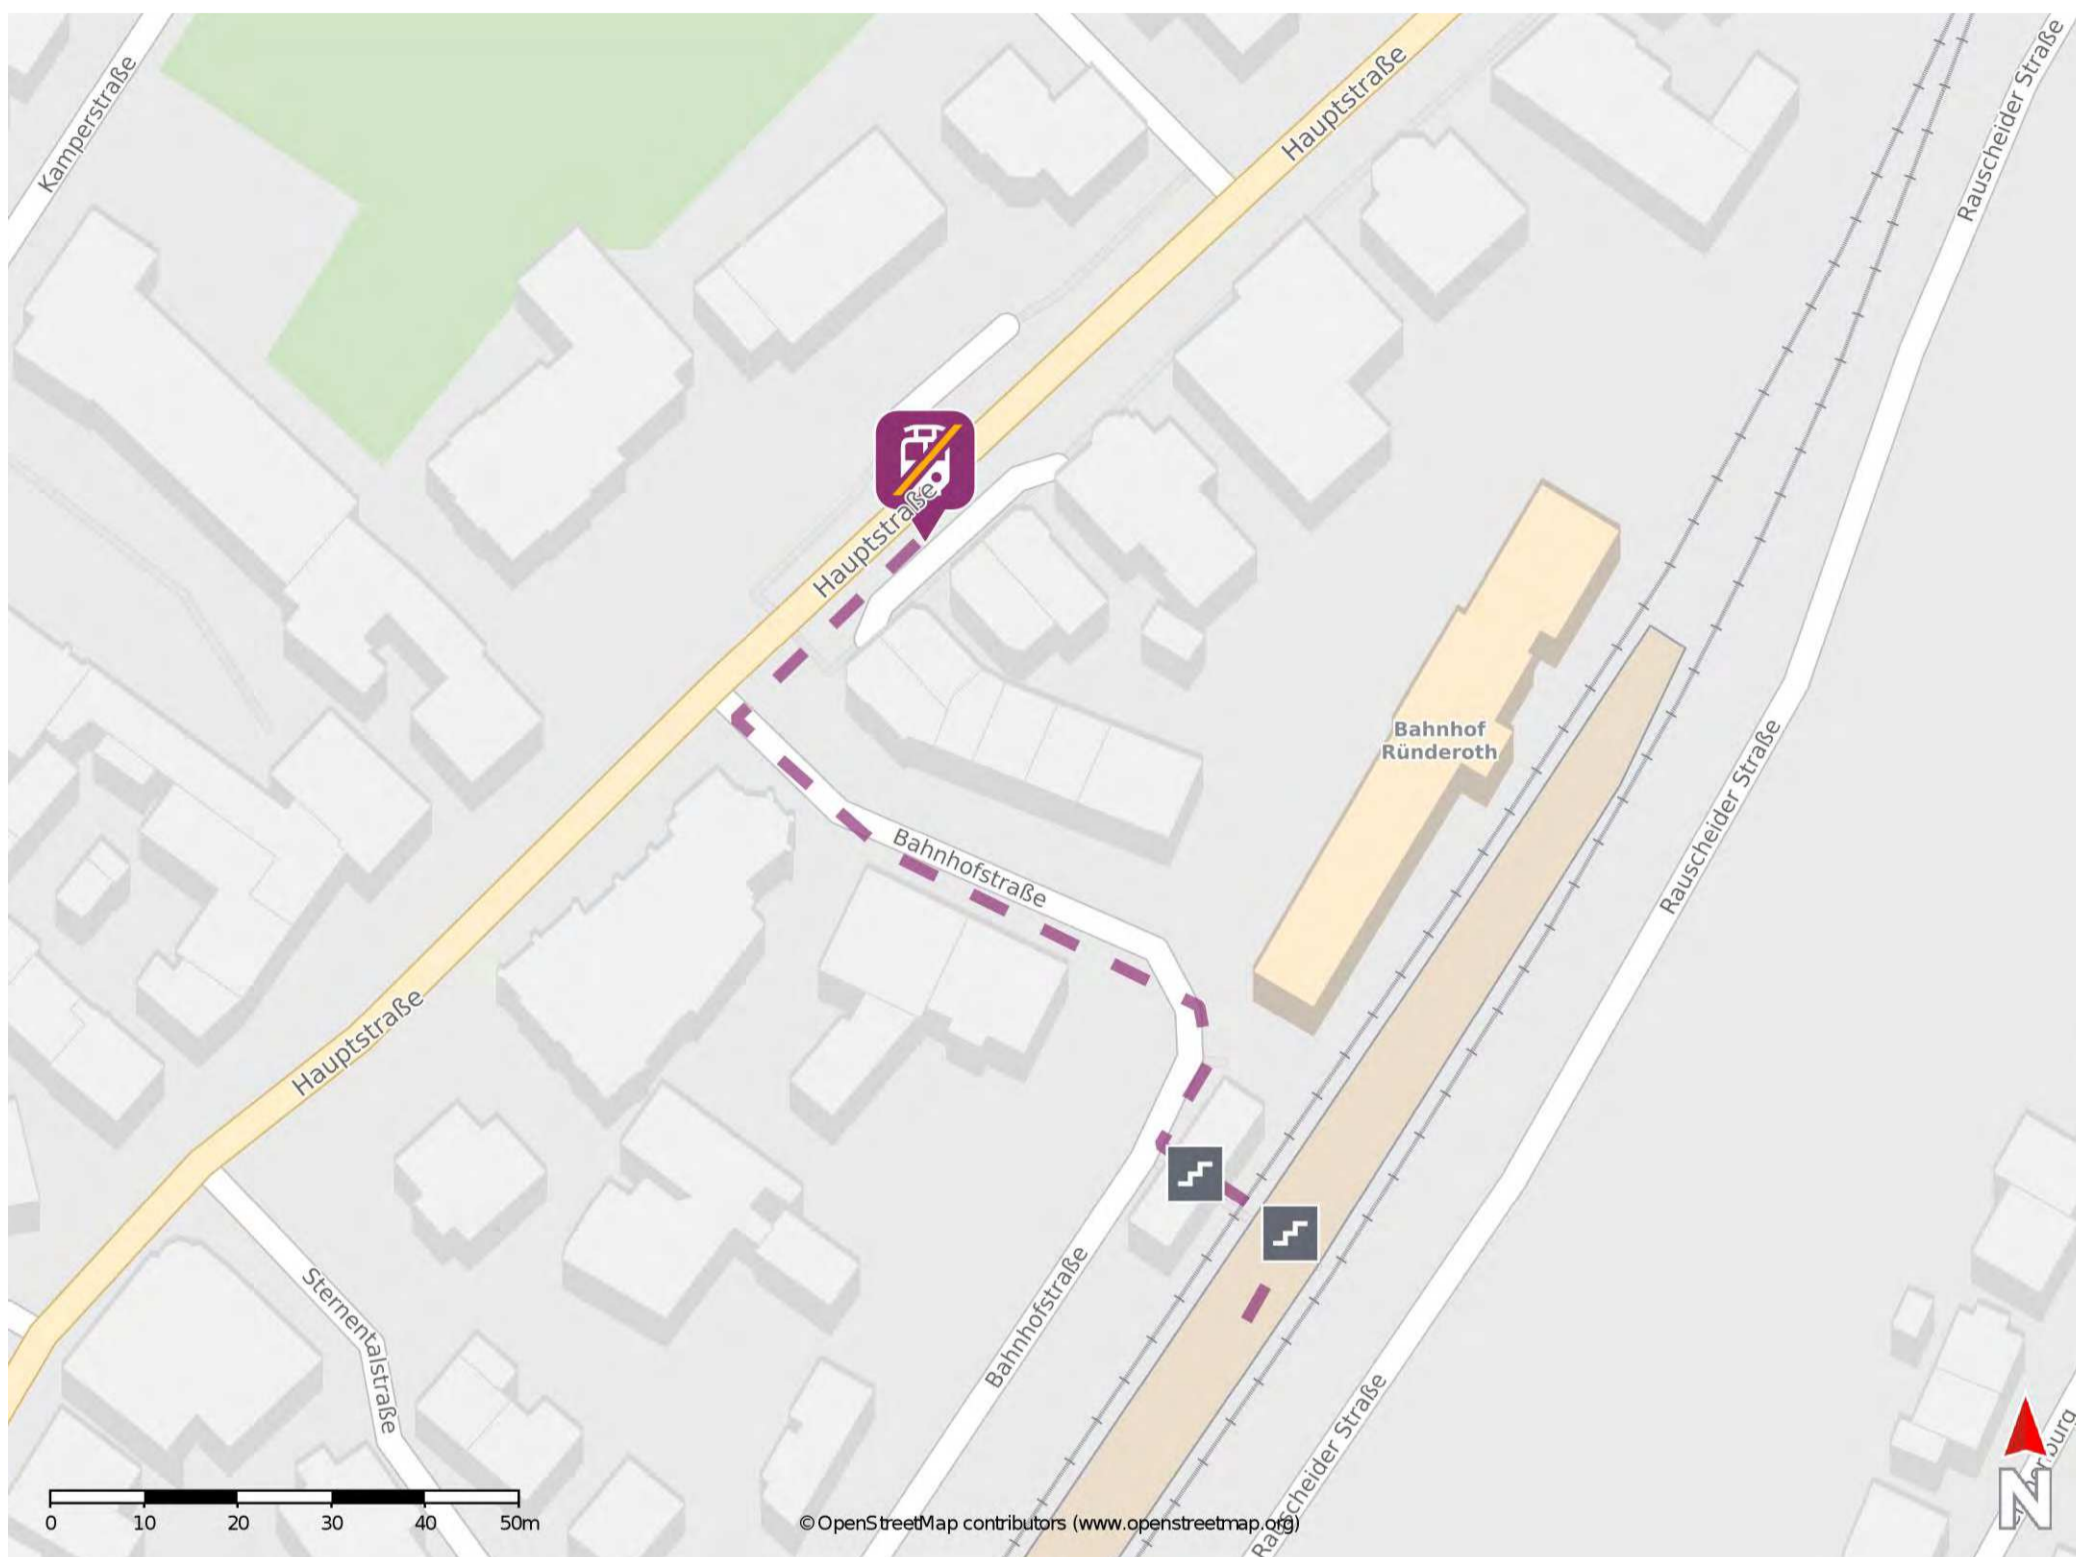 Kamperstraße
Hauptstraße
Rauscheider Straße
Hauptstraße
Bahnhof
Ründeroth
Rauscheider Straße
Bahnhofstraße
Hauptstraße
Bahnhofstraße
Sternentalstraße
Rauscheider Straße
N
0 10 20 30 40 50m
© OpenStreetMap contributors (www.openstreetmap.org)